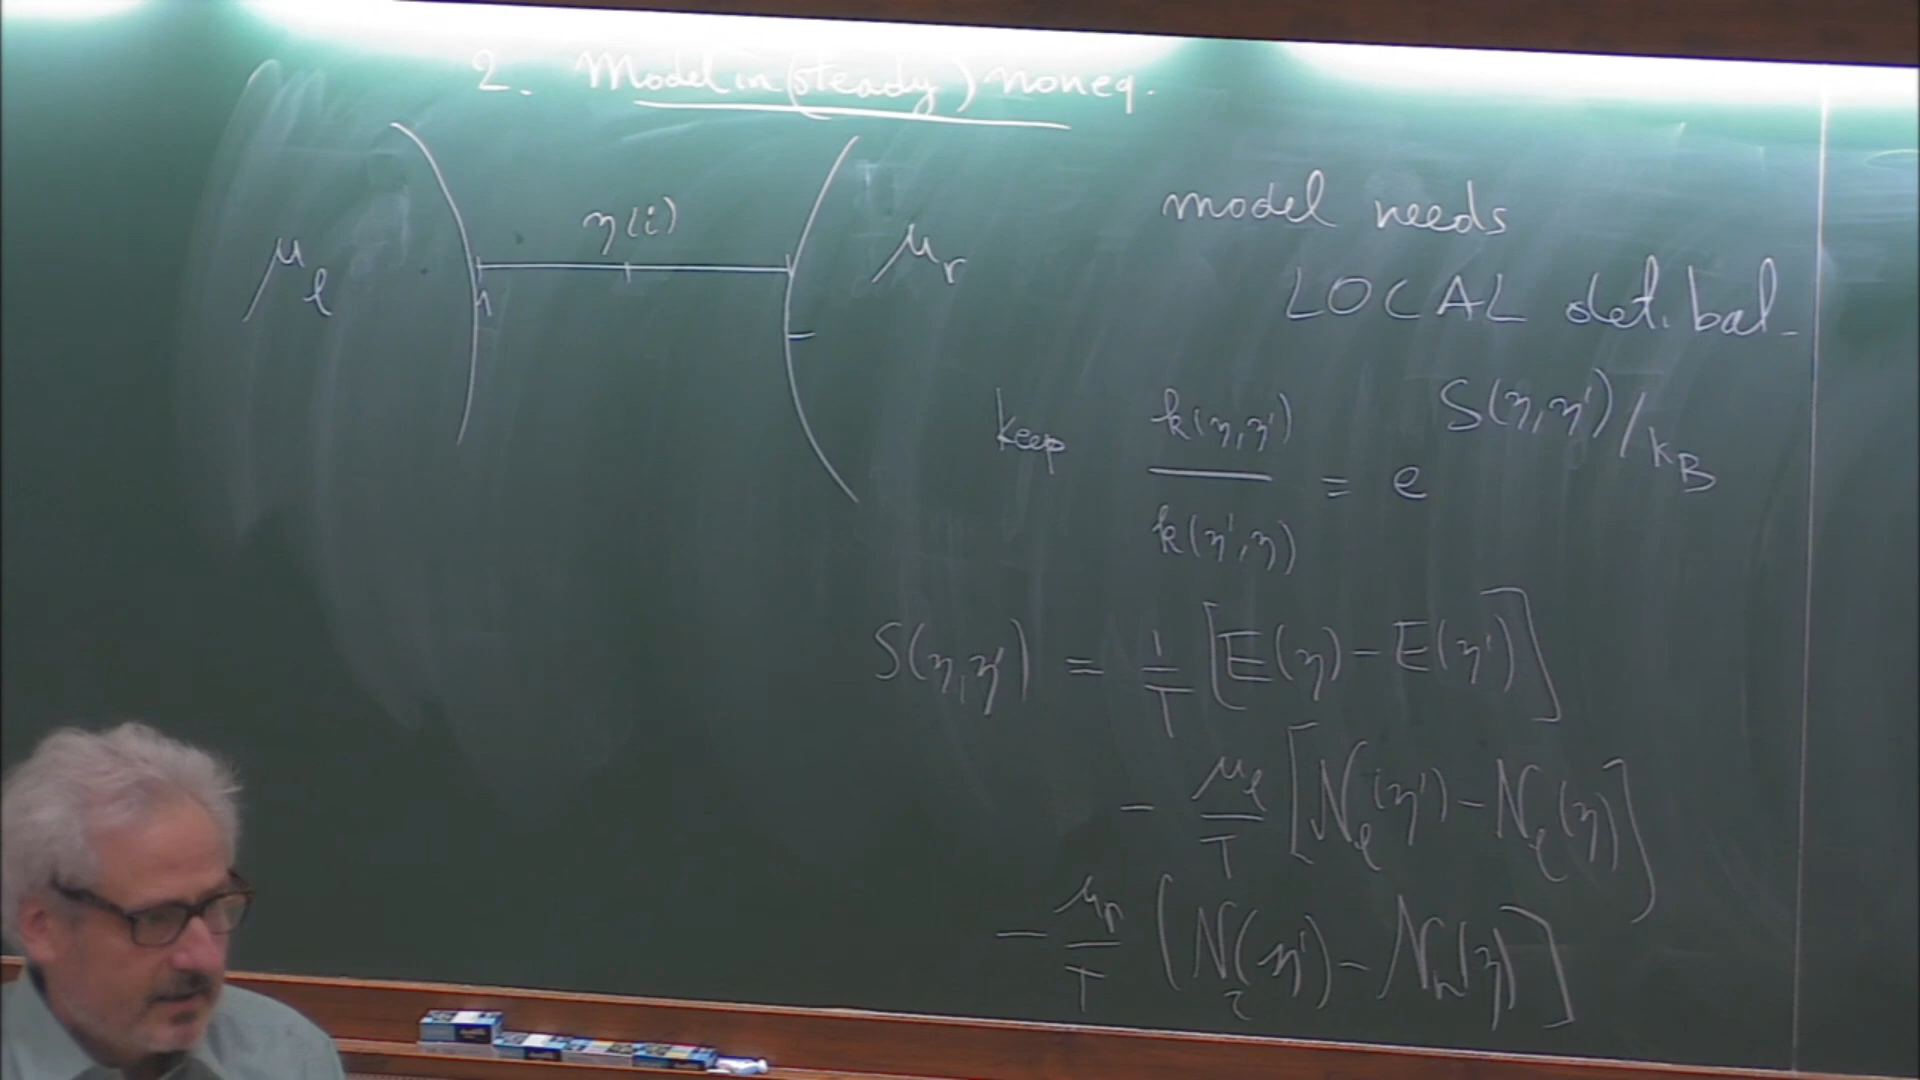 2. Model in (steady) noneq.
η(i)
μ_ℓ
μ_r
1
model needs
LOCAL det. bal.
keep k(η,η') / k(η',η) = e^{S(η,η')/k_B}
S(η,η') = 1/T [E(η) - E(η')]
- μ_ℓ/T [N_ℓ(η') - N_ℓ(η)]
- μ_r/T (N_r(η') - N_r(η)]